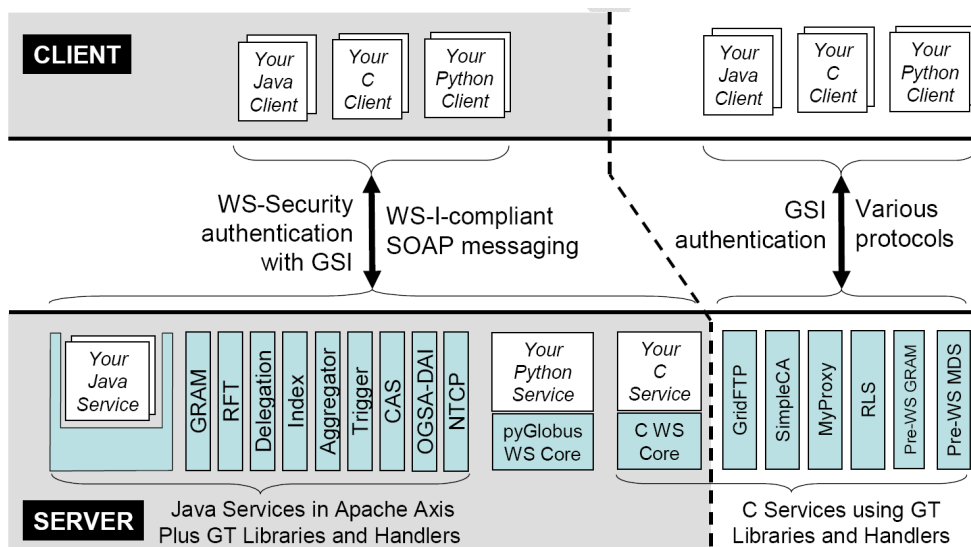 CLIENT
Your
Java
Client
Your
C
Client
Your
Python
Client
Your
Java
Client
Your
C
Client
Your
Python
Client
WS-Security
authentication
with GSI
WS-I-compliant
SOAP messaging
GSI
authentication
Various
protocols
Your
Java
Service
GRAM
RFT
Delegation
Index
Aggregator
Trigger
CAS
OGSA-DAI
NTCP
Your
Python
Service
pyGlobus
WS Core
Your
C
Service
C WS
Core
GridFTP
SimpleCA
MyProxy
RLS
Pre-WS GRAM
Pre-WS MDS
SERVER
Java Services in Apache Axis
Plus GT Libraries and Handlers
C Services using GT
Libraries and Handlers